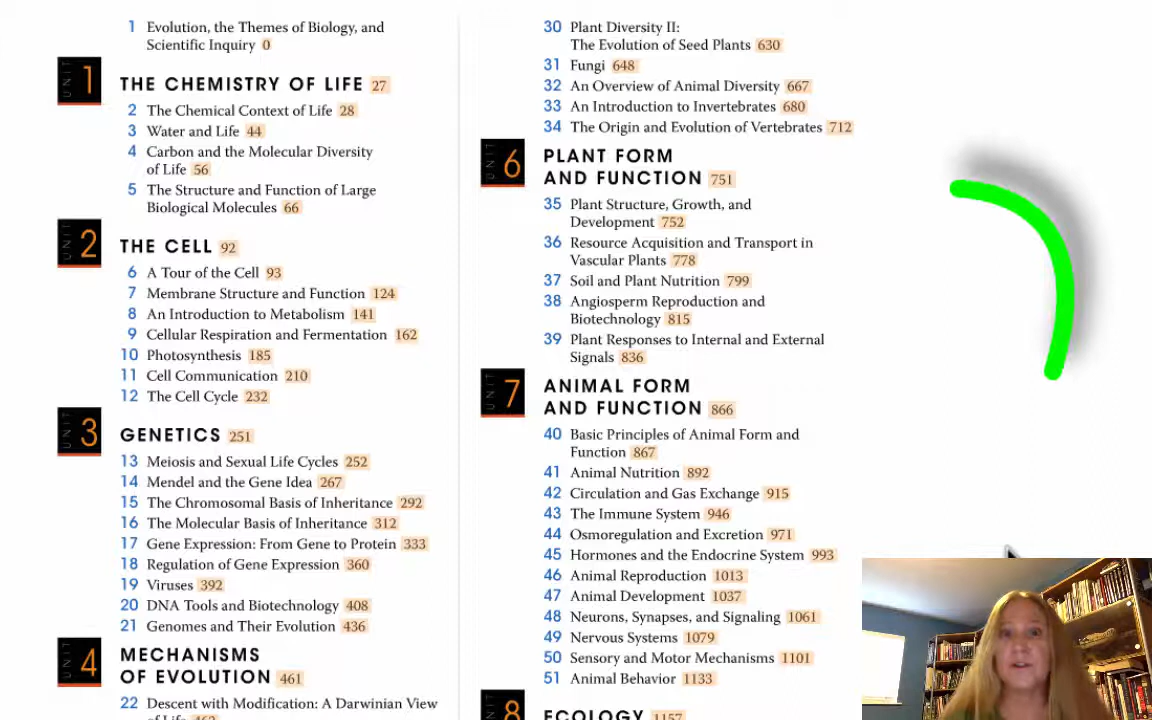 1 Evolution, the Themes of Biology, and
Scientific Inquiry 0
UNIT 1 THE CHEMISTRY OF LIFE 27
2 The Chemical Context of Life 28
3 Water and Life 44
4 Carbon and the Molecular Diversity
of Life 56
5 The Structure and Function of Large
Biological Molecules 66
UNIT 2 THE CELL 92
6 A Tour of the Cell 93
7 Membrane Structure and Function 124
8 An Introduction to Metabolism 141
9 Cellular Respiration and Fermentation 162
10 Photosynthesis 185
11 Cell Communication 210
12 The Cell Cycle 232
UNIT 3 GENETICS 251
13 Meiosis and Sexual Life Cycles 252
14 Mendel and the Gene Idea 267
15 The Chromosomal Basis of Inheritance 292
16 The Molecular Basis of Inheritance 312
17 Gene Expression: From Gene to Protein 333
18 Regulation of Gene Expression 360
19 Viruses 392
20 DNA Tools and Biotechnology 408
21 Genomes and Their Evolution 436
UNIT 4 MECHANISMS
OF EVOLUTION 461
22 Descent with Modification: A Darwinian View
of Life 462
30 Plant Diversity II:
The Evolution of Seed Plants 630
31 Fungi 648
32 An Overview of Animal Diversity 667
33 An Introduction to Invertebrates 680
34 The Origin and Evolution of Vertebrates 712
UNIT 6 PLANT FORM
AND FUNCTION 751
35 Plant Structure, Growth, and
Development 752
36 Resource Acquisition and Transport in
Vascular Plants 778
37 Soil and Plant Nutrition 799
38 Angiosperm Reproduction and
Biotechnology 815
39 Plant Responses to Internal and External
Signals 836
UNIT 7 ANIMAL FORM
AND FUNCTION 866
40 Basic Principles of Animal Form and
Function 867
41 Animal Nutrition 892
42 Circulation and Gas Exchange 915
43 The Immune System 946
44 Osmoregulation and Excretion 971
45 Hormones and the Endocrine System 993
46 Animal Reproduction 1013
47 Animal Development 1037
48 Neurons, Synapses, and Signaling 1061
49 Nervous Systems 1079
50 Sensory and Motor Mechanisms 1101
51 Animal Behavior 1133
8 ECOLOGY 1157